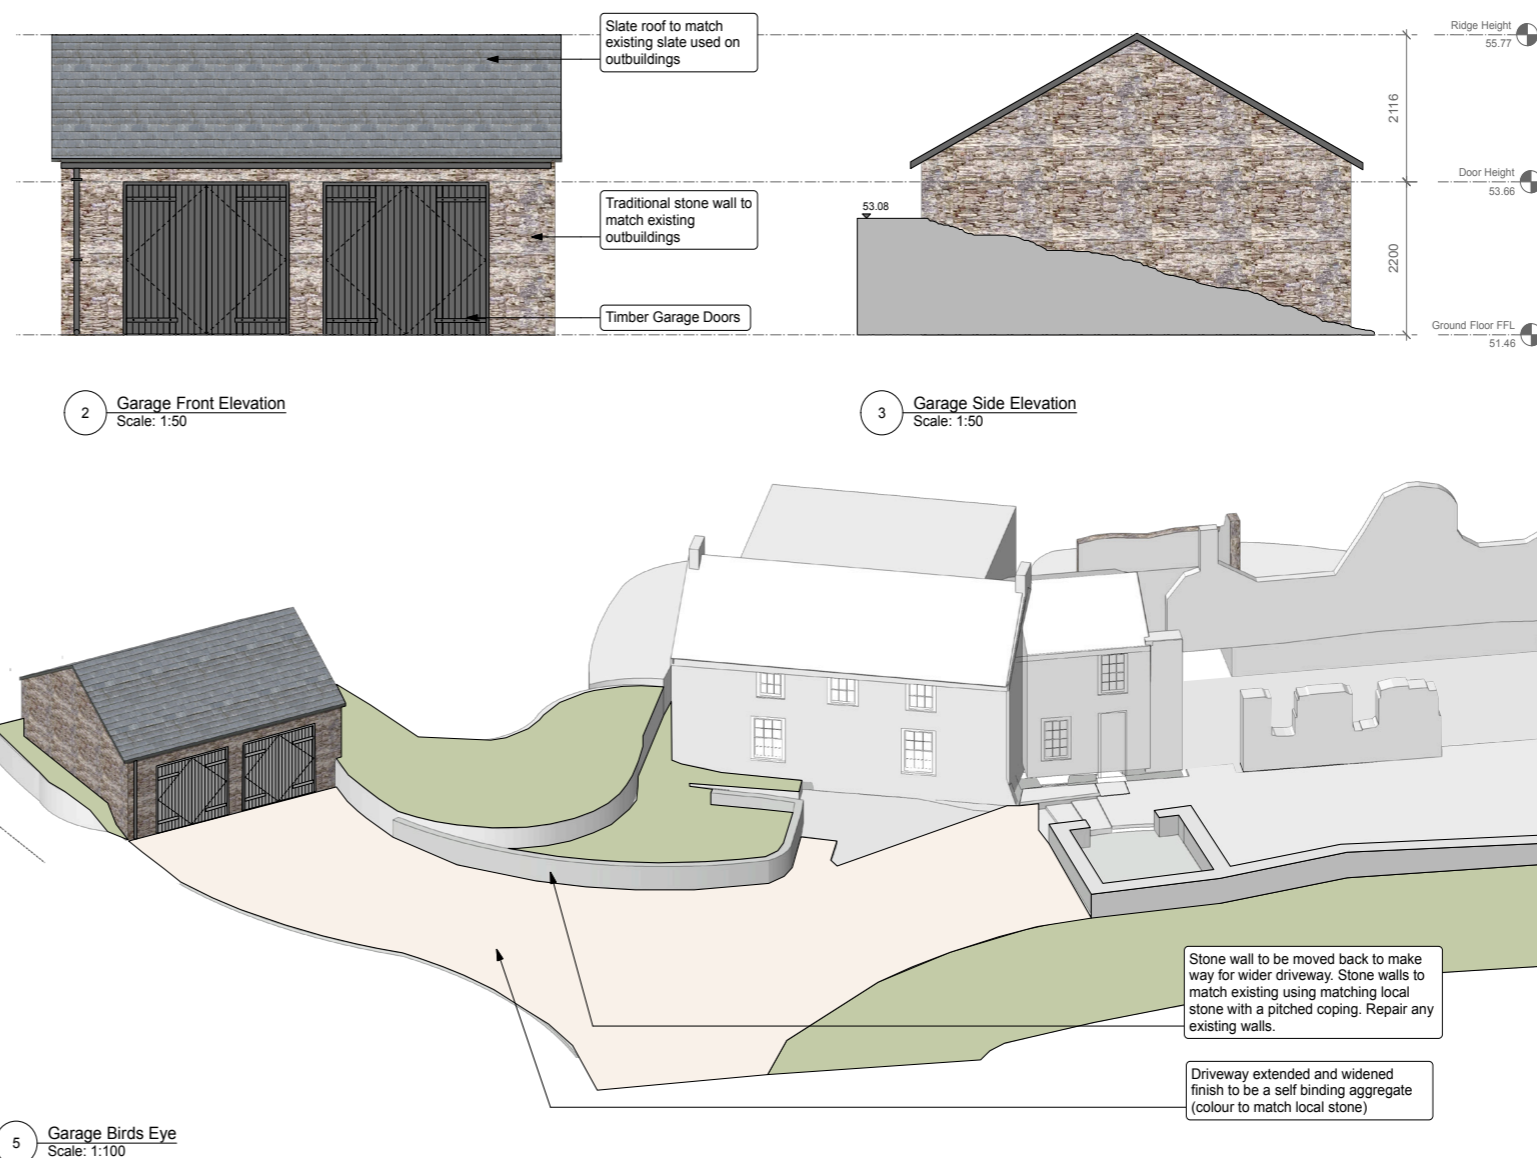 Slate roof to match
existing slate used on
outbuildings
Ridge Height
55.77
2116
Traditional stone wall to
match existing
outbuildings
Door Height
53.66
53.08
2200
Timber Garage Doors
Ground Floor FFL
51.46
2
Garage Front Elevation
Scale: 1:50
3
Garage Side Elevation
Scale: 1:50
Stone wall to be moved back to make
way for wider driveway. Stone walls to
match existing using matching local
stone with a pitched coping. Repair any
existing walls.
Driveway extended and widened
finish to be a self binding aggregate
(colour to match local stone)
5
Garage Birds Eye
Scale: 1:100